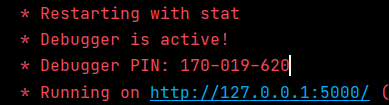 * Restarting with stat
* Debugger is active!
* Debugger PIN: 170-019-620
* Running on http://127.0.0.1:5000/ (